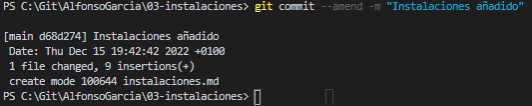 PS C:\Git\AlfonsoGarcia\03-instalaciones> git commit --amend -m "Instalaciones añadido"
[main d68d274] Instalaciones añadido
Date: Thu Dec 15 19:42:42 2022 +0100
1 file changed, 9 insertions(+)
create mode 100644 instalaciones.md
PS C:\Git\AlfonsoGarcia\03-instalaciones>